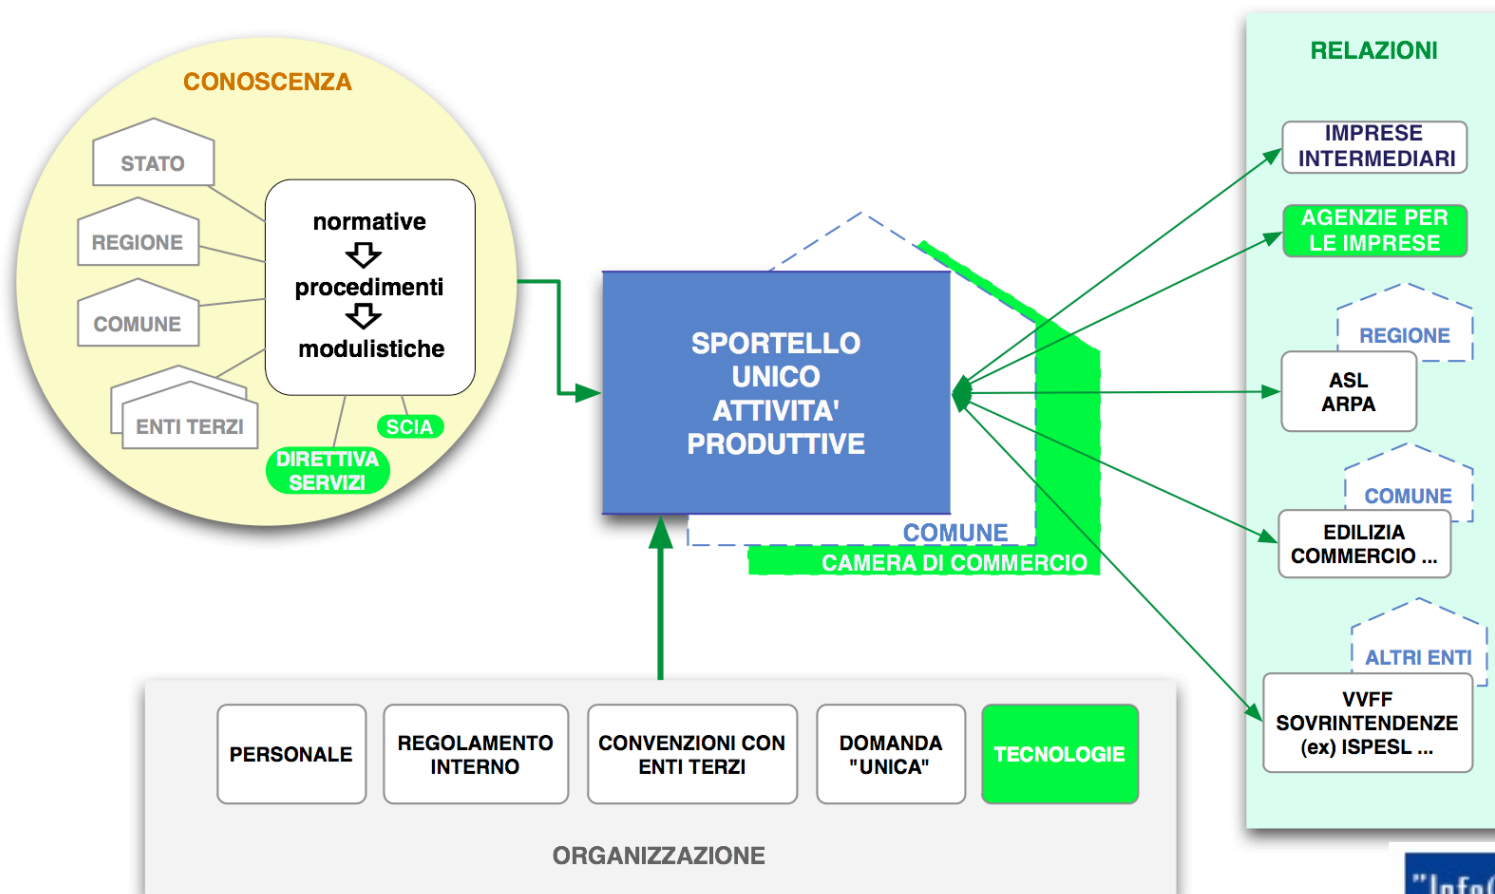 CONOSCENZA
STATO
REGIONE
COMUNE
ENTI TERZI
normative
procedimenti
modulistiche
SCIA
DIRETTIVA
SERVIZI
SPORTELLO
UNICO
ATTIVITA'
PRODUTTIVE
COMUNE
CAMERA DI COMMERCIO
RELAZIONI
IMPRESE
INTERMEDIARI
AGENZIE PER
LE IMPRESE
REGIONE
ASL
ARPA
COMUNE
EDILIZIA
COMMERCIO ...
ALTRI ENTI
VVFF
SOVRINTENDENZE
(ex) ISPESL ...
PERSONALE
REGOLAMENTO
INTERNO
CONVENZIONI CON
ENTI TERZI
DOMANDA
"UNICA"
TECNOLOGIE
ORGANIZZAZIONE